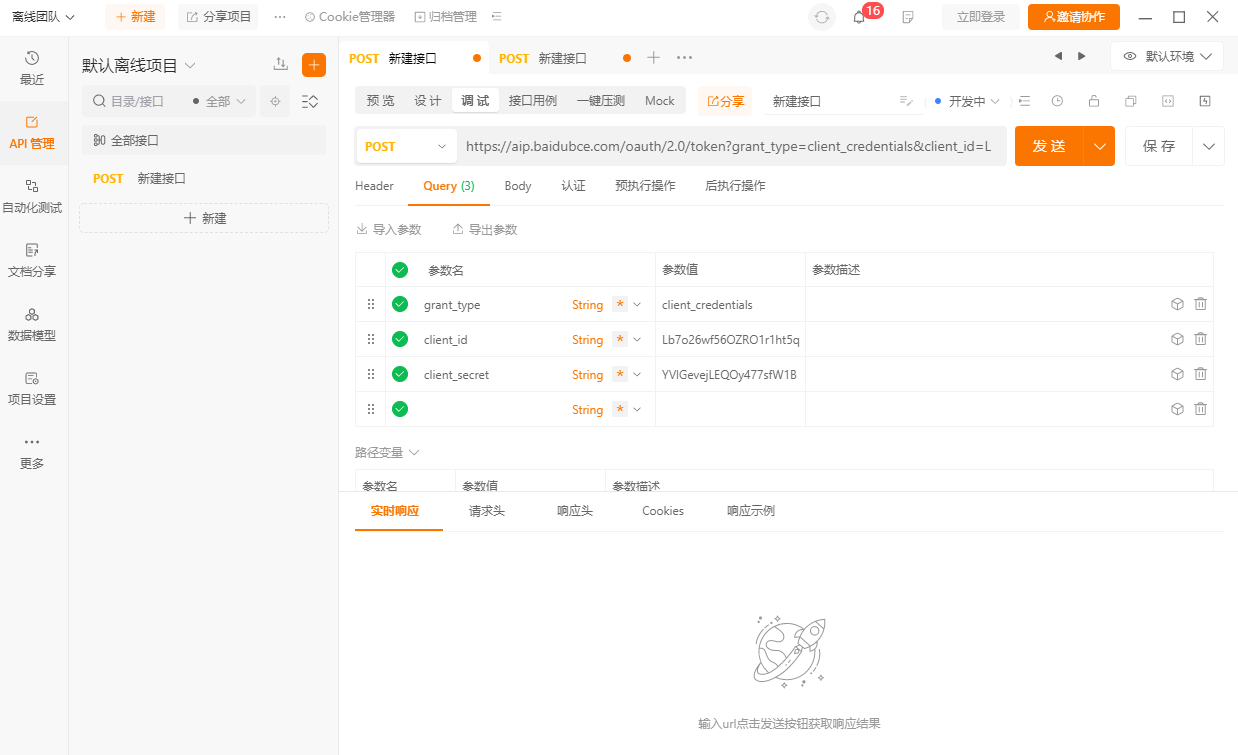 离线团队 + 新建 分享项目 ... Cookie管理器 归档管理 16 立即登录 邀请协作
最近
API 管理
自动化测试
文档分享
数据模型
项目设置
更多
默认离线项目
目录/接口 全部
全部接口
POST 新建接口
+ 新建
POST 新建接口 POST 新建接口 默认环境
预 览 设 计 调 试 接口用例 一键压测 Mock 分享 新建接口 开发中
POST https://aip.baidubce.com/oauth/2.0/token?grant_type=client_credentials&client_id=L 发 送 保 存
Header Query (3) Body 认证 预执行操作 后执行操作
导入参数 导出参数
参数名 参数值 参数描述
grant_type String * client_credentials
client_id String * Lb7o26wf56OZRO1r1ht5q
client_secret String * YVlGevejLEQOy477sfW1B
String *
路径变量
参数名 参数值 参数描述
实时响应 请求头 响应头 Cookies 响应示例
输入url点击发送按钮获取响应结果